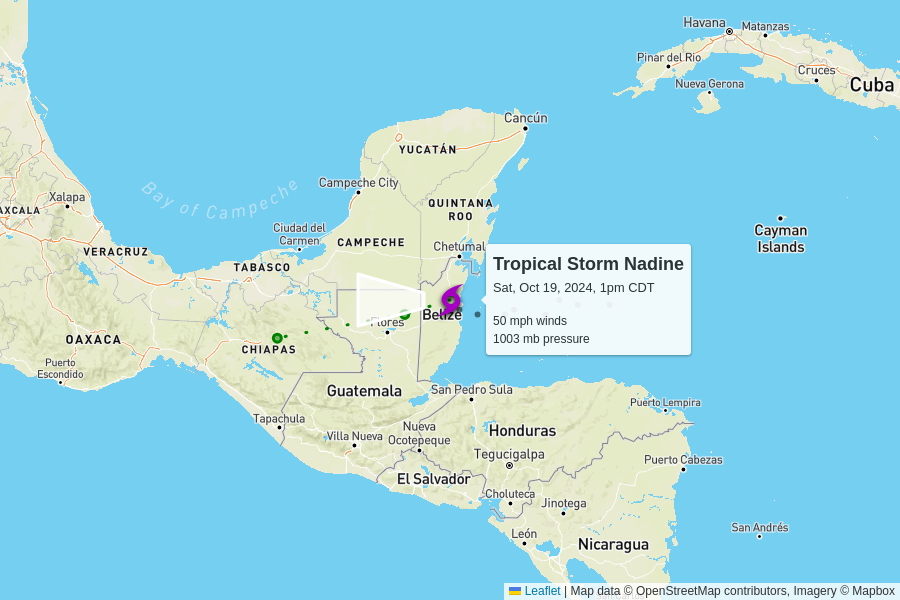 Havana
Matanzas
Pinar del Rio
Cruces
Nueva Gerona
Cuba
Cancún
YUCATÁN
Bay of Campeche
Campeche City
Xalapa
QUINTANA
ROO
AXCALA
Ciudad del
Carmen
Cayman
Islands
CAMPECHE
Chetumal
VERACRUZ
TABASCO
Tropical Storm Nadine
Sat, Oct 19, 2024, 1pm CDT
50 mph winds
1003 mb pressure
Belize
Flores
OAXACA
CHIAPAS
Puerto
Escondido
Guatemala
San Pedro Sula
Puerto Lempira
Tapachula
Nueva
Ocotepeque
Villa Nueva
Honduras
Tegucigalpa
Puerto Cabezas
El Salvador
Choluteca
Jinotega
León
San Andrés
Nicaragua
Leaflet | Map data © OpenStreetMap contributors, Imagery © Mapbox